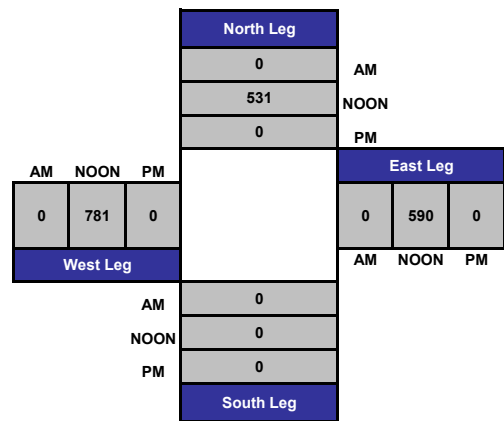 North Leg
0 AM
531 NOON
0 PM
AM NOON PM
East Leg
0 781 0
0 590 0
West Leg
AM NOON PM
AM 0
NOON 0
PM 0
South Leg